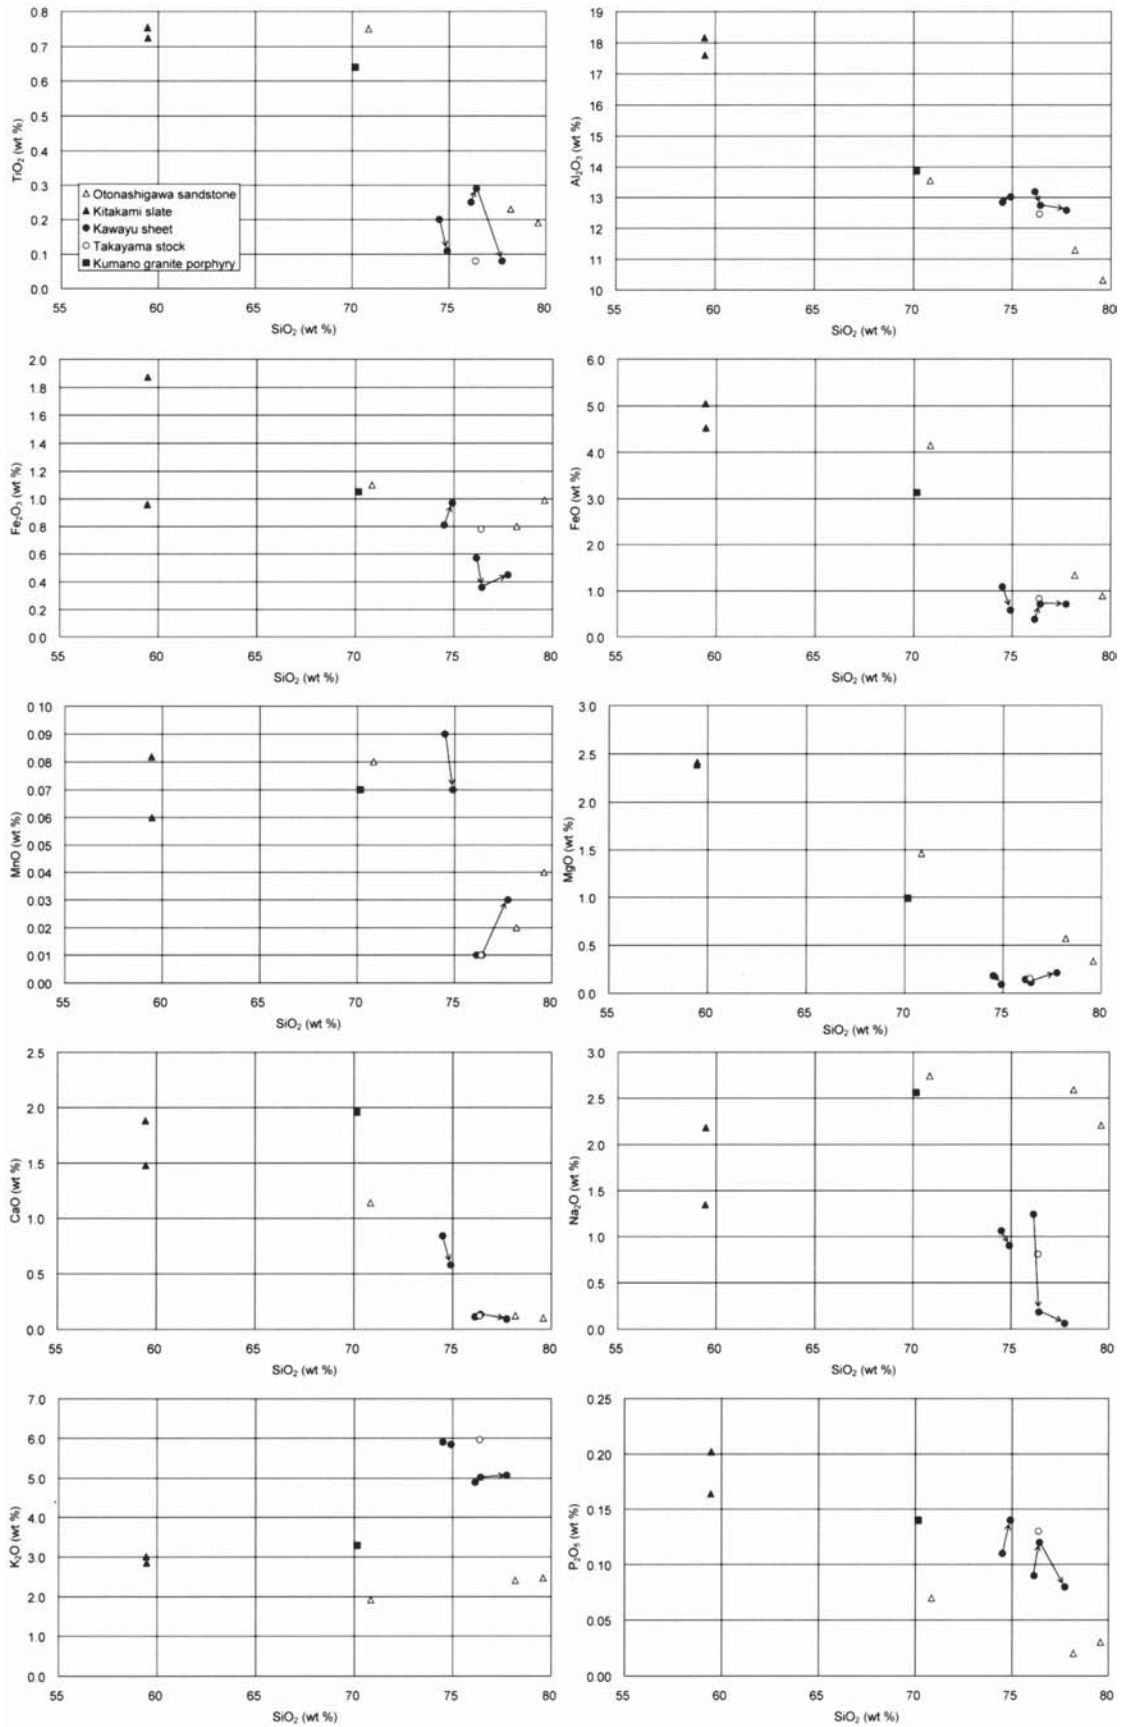 0.8
0.7
0.6
0.5
0.4
0.3
0.2
0.1
0.0
TiO₂ (wt %)
△ Otonashigawa sandstone
▲ Kitakami slate
● Kawayu sheet
○ Takayama stock
■ Kumano granite porphyry
55 60 65 70 75 80
SiO₂ (wt %)
19
18
17
16
15
14
13
12
11
10
Al₂O₃ (wt %)
55 60 65 70 75 80
SiO₂ (wt %)
2.0
1.8
1.6
1.4
1.2
1.0
0.8
0.6
0.4
0.2
0.0
Fe₂O₃ (wt %)
55 60 65 70 75 80
SiO₂ (wt %)
6.0
5.0
4.0
3.0
2.0
1.0
0.0
FeO (wt %)
55 60 65 70 75 80
SiO₂ (wt %)
0.10
0.09
0.08
0.07
0.06
0.05
0.04
0.03
0.02
0.01
0.00
MnO (wt %)
55 60 65 70 75 80
SiO₂ (wt %)
3.0
2.5
2.0
1.5
1.0
0.5
0.0
MgO (wt %)
55 60 65 70 75 80
SiO₂ (wt %)
2.5
2.0
1.5
1.0
0.5
0.0
CaO (wt %)
55 60 65 70 75 80
SiO₂ (wt %)
3.0
2.5
2.0
1.5
1.0
0.5
0.0
Na₂O (wt %)
55 60 65 70 75 80
SiO₂ (wt %)
7.0
6.0
5.0
4.0
3.0
2.0
1.0
0.0
K₂O (wt %)
55 60 65 70 75 80
SiO₂ (wt %)
0.25
0.20
0.15
0.10
0.05
0.00
P₂O₅ (wt %)
55 60 65 70 75 80
SiO₂ (wt %)